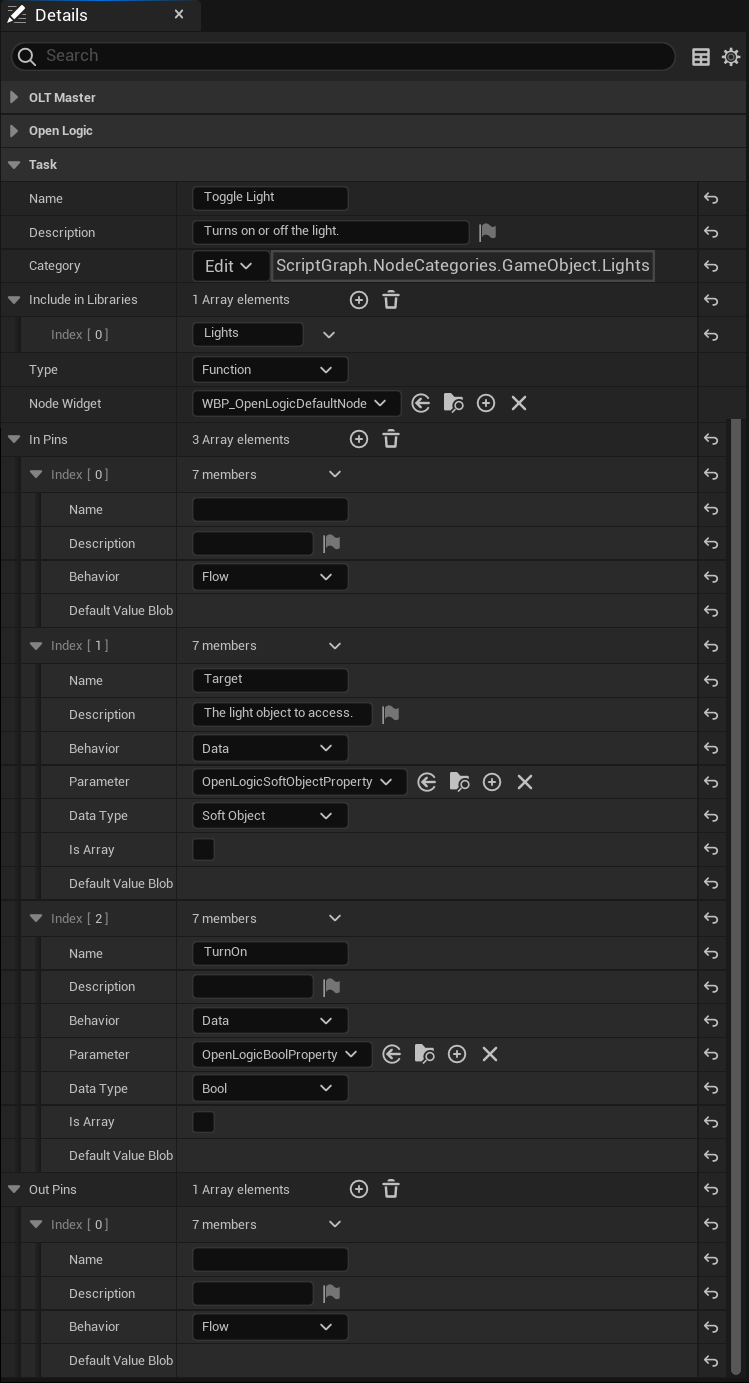 Details
Search
OLT Master
Open Logic
Task
Name Toggle Light
Description Turns on or off the light.
Category Edit ScriptGraph.NodeCategories.GameObject.Lights
Include in Libraries 1 Array elements
Index [ 0 ] Lights
Type Function
Node Widget WBP_OpenLogicDefaultNode
In Pins 3 Array elements
Index [ 0 ] 7 members
Name
Description
Behavior Flow
Default Value Blob
Index [ 1 ] 7 members
Name Target
Description The light object to access.
Behavior Data
Parameter OpenLogicSoftObjectProperty
Data Type Soft Object
Is Array
Default Value Blob
Index [ 2 ] 7 members
Name TurnOn
Description
Behavior Data
Parameter OpenLogicBoolProperty
Data Type Bool
Is Array
Default Value Blob
Out Pins 1 Array elements
Index [ 0 ] 7 members
Name
Description
Behavior Flow
Default Value Blob